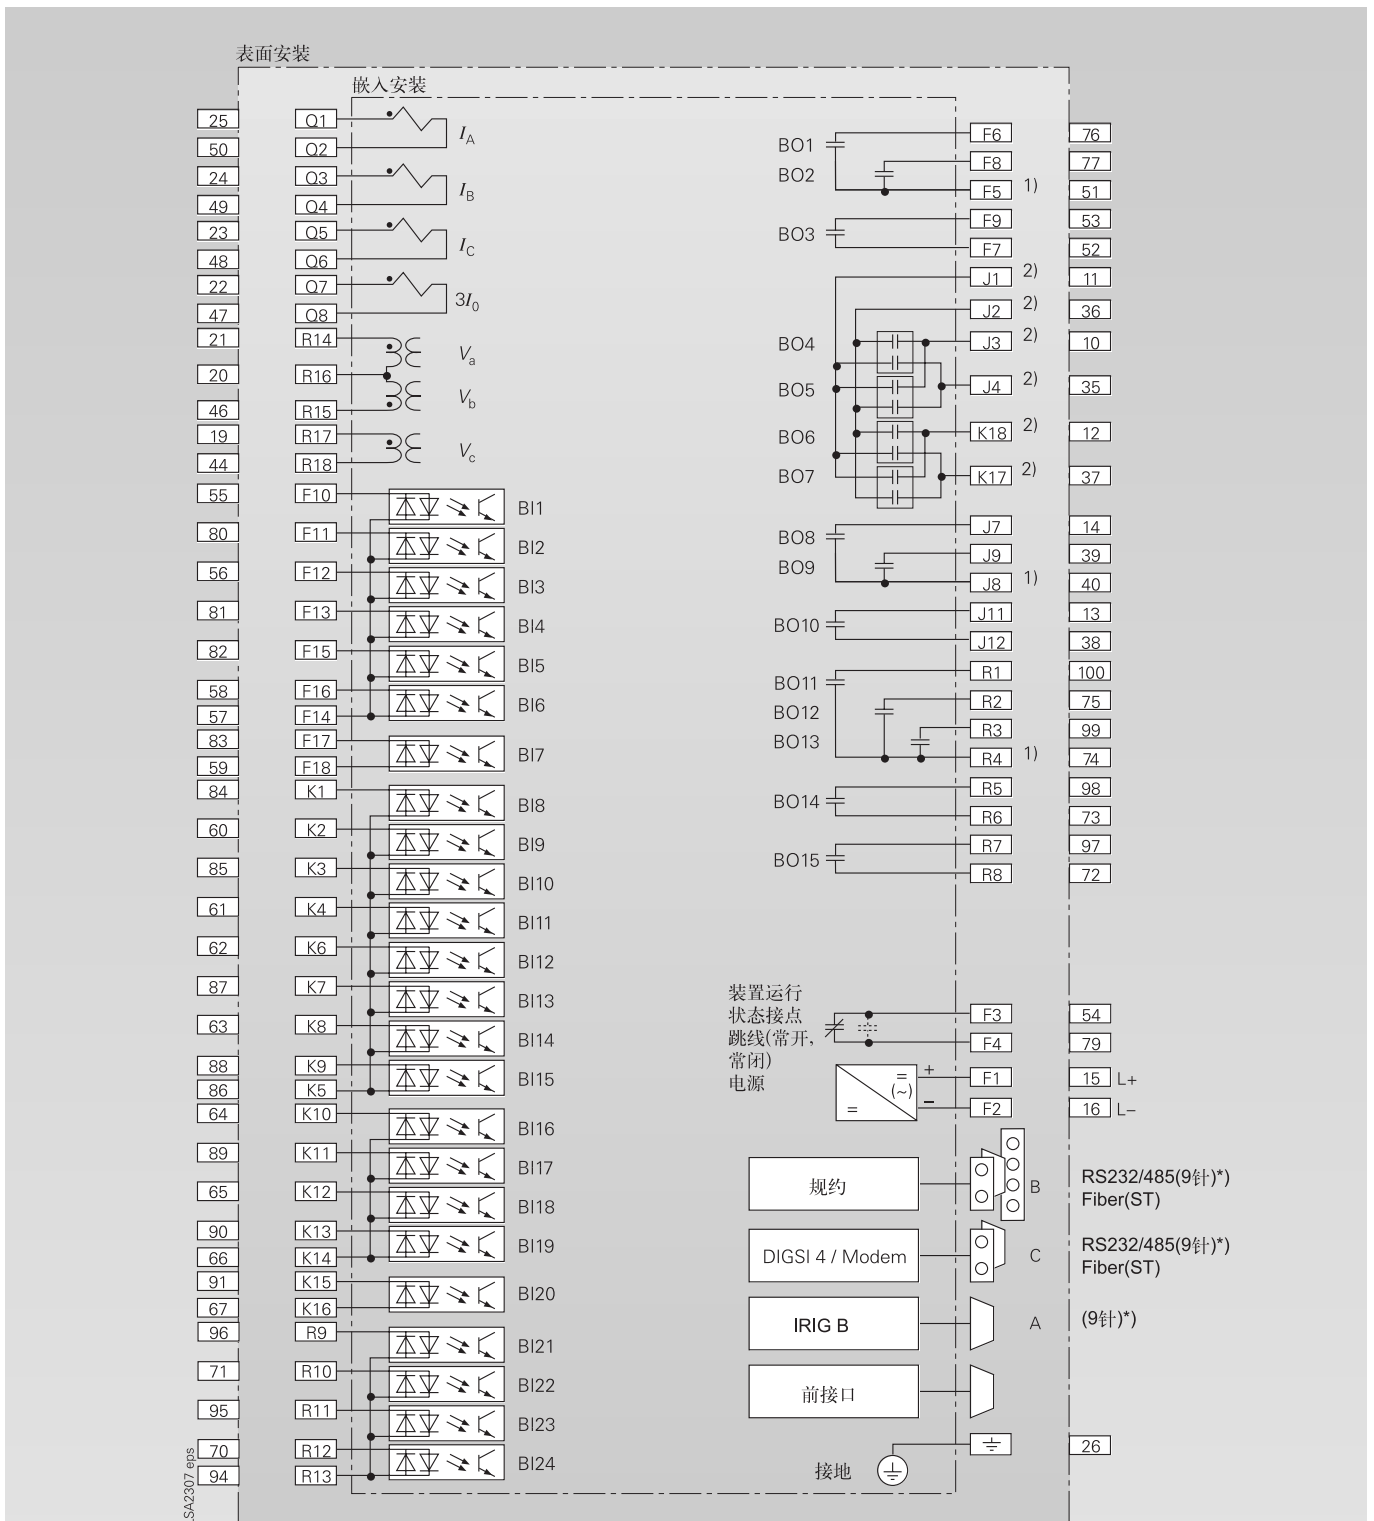 表面安装
嵌入安装
25 Q1
50 Q2 I_A
24 Q3
49 Q4 I_B
23 Q5
48 Q6 I_C
22 Q7
47 Q8 3I_0
21 R14
V_a
20 R16
V_b
46 R15
19 R17
V_c
44 R18
55 F10 BI1
80 F11 BI2
56 F12 BI3
81 F13 BI4
82 F15 BI5
58 F16 BI6
57 F14
83 F17 BI7
59 F18
84 K1 BI8
60 K2 BI9
85 K3 BI10
61 K4 BI11
62 K6 BI12
87 K7 BI13
63 K8 BI14
88 K9 BI15
86 K5
64 K10 BI16
89 K11 BI17
65 K12 BI18
90 K13 BI19
66 K14
91 K15 BI20
67 K16
96 R9 BI21
71 R10 BI22
95 R11 BI23
70 R12 BI24
94 R13
LSA2307 eps
BO1 F6 76
BO2 F8 77
F5 1) 51
BO3 F9 53
F7 52
J1 2) 11
J2 2) 36
BO4 J3 2) 10
BO5 J4 2) 35
BO6 K18 2) 12
BO7 K17 2) 37
BO8 J7 14
BO9 J9 39
J8 1) 40
BO10 J11 13
J12 38
BO11 R1 100
BO12 R2 75
BO13 R3 99
R4 1) 74
BO14 R5 98
R6 73
BO15 R7 97
R8 72
装置运行
状态接点
跳线(常开,
常闭)
F3 54
F4 79
电源
= (~) =
+ F1 15 L+
− F2 16 L−
规约 B RS232/485(9针)*)
Fiber(ST)
DIGSI 4 / Modem C RS232/485(9针)*)
Fiber(ST)
IRIG B A (9针)*)
前接口
接地 26